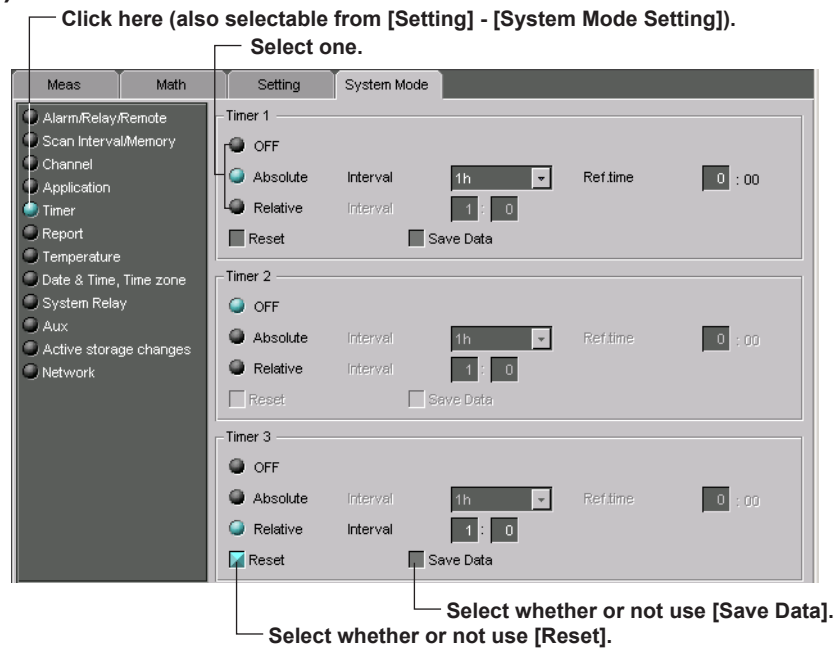 Click here (also selectable from [Setting] - [System Mode Setting]).
Select one.
Meas Math Setting System Mode
Alarm/Relay/Remote
Scan Interval/Memory
Channel
Application
Timer
Report
Temperature
Date & Time, Time zone
System Relay
Aux
Active storage changes
Network
Timer 1
OFF
Absolute Interval 1h Ref.time 0 : 00
Relative Interval 1 : 0
Reset Save Data
Timer 2
OFF
Absolute Interval 1h Ref.time 0 : 00
Relative Interval 1 : 0
Reset Save Data
Timer 3
OFF
Absolute Interval 1h Ref.time 0 : 00
Relative Interval 1 : 0
Reset Save Data
Select whether or not use [Save Data].
Select whether or not use [Reset].